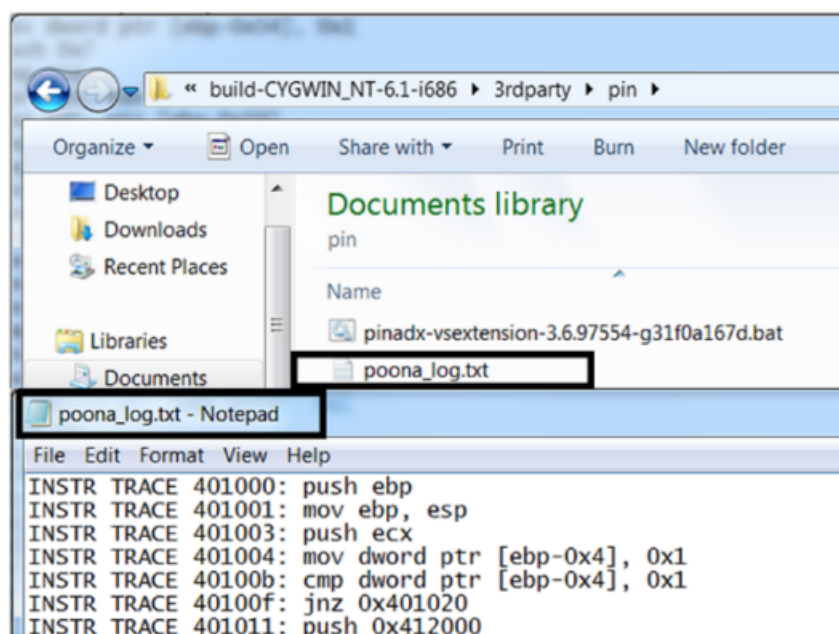 « build-CYGWIN_NT-6.1-i686 ▸ 3rdparty ▸ pin ▸
Organize ▾ Open Share with ▾ Print Burn New folder
Desktop
Downloads
Recent Places
Libraries
Documents
Documents library
pin
Name
pinadx-vsextension-3.6.97554-g31f0a167d.bat
poona_log.txt
poona_log.txt - Notepad
File Edit Format View Help
INSTR TRACE 401000: push ebp
INSTR TRACE 401001: mov ebp, esp
INSTR TRACE 401003: push ecx
INSTR TRACE 401004: mov dword ptr [ebp-0x4], 0x1
INSTR TRACE 40100b: cmp dword ptr [ebp-0x4], 0x1
INSTR TRACE 40100f: jnz 0x401020
INSTR TRACE 401011: push 0x412000